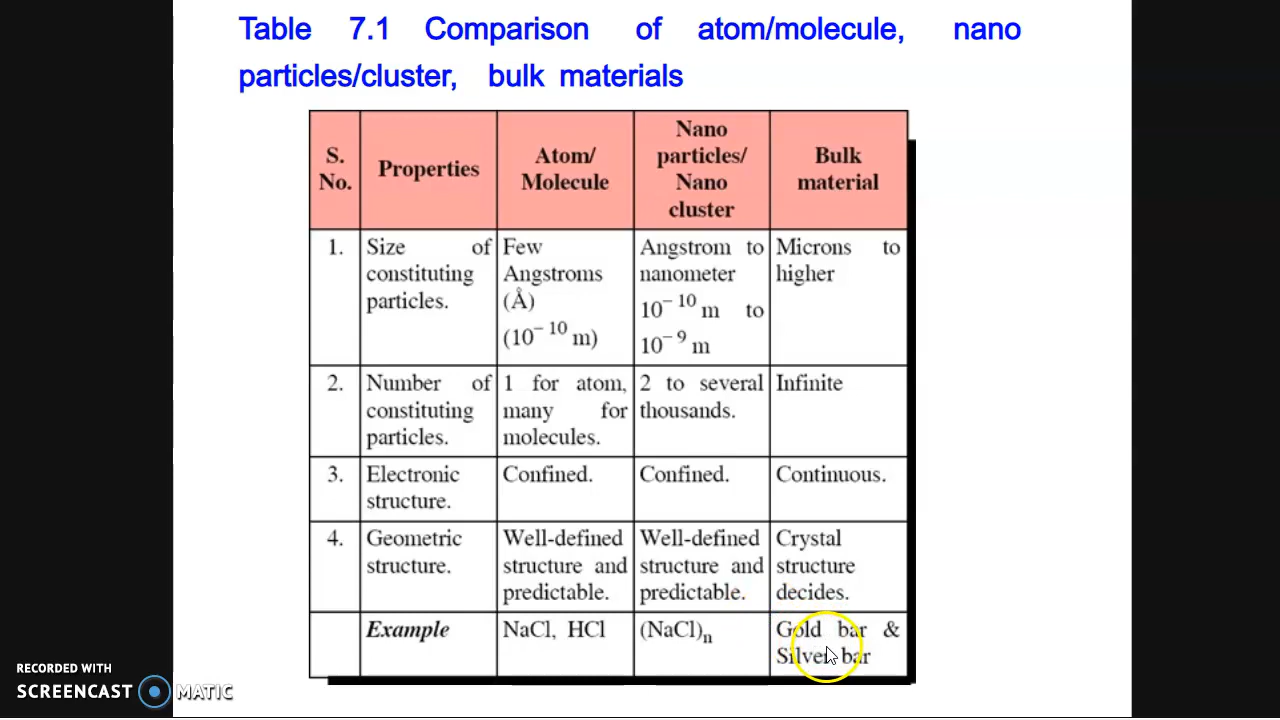 Table 7.1 Comparison of atom/molecule, nano
particles/cluster, bulk materials
S. No.
Properties
Atom/ Molecule
Nano particles/ Nano cluster
Bulk material
1.
Size of
constituting
particles.
Few
Angstroms
(Å)
(10⁻¹⁰ m)
Angstrom to
nanometer
10⁻¹⁰ m to
10⁻⁹ m
Microns to
higher
2.
Number of
constituting
particles.
1 for atom,
many for
molecules.
2 to several
thousands.
Infinite
3.
Electronic
structure.
Confined.
Confined.
Continuous.
4.
Geometric
structure.
Well-defined
structure and
predictable.
Well-defined
structure and
predictable.
Crystal
structure
decides.
Example
NaCl, HCl
(NaCl)ₙ
Gold bar &
Silver bar
RECORDED WITH
SCREENCAST MATIC